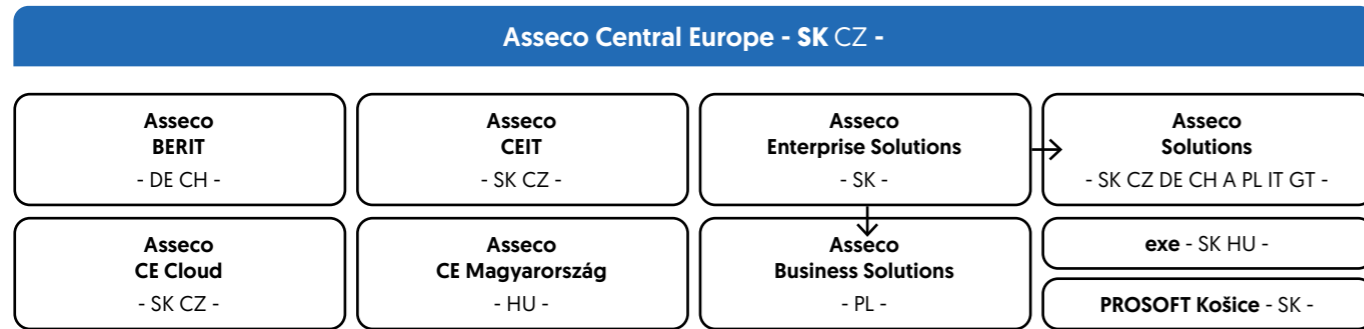 Asseco Central Europe - SK CZ -
Asseco
BERIT
- DE CH -
Asseco
CEIT
- SK CZ -
Asseco
Enterprise Solutions
- SK -
Asseco
Solutions
- SK CZ DE CH A PL IT GT -
Asseco
CE Cloud
- SK CZ -
Asseco
CE Magyarország
- HU -
Asseco
Business Solutions
- PL -
exe - SK HU -
PROSOFT Košice - SK -